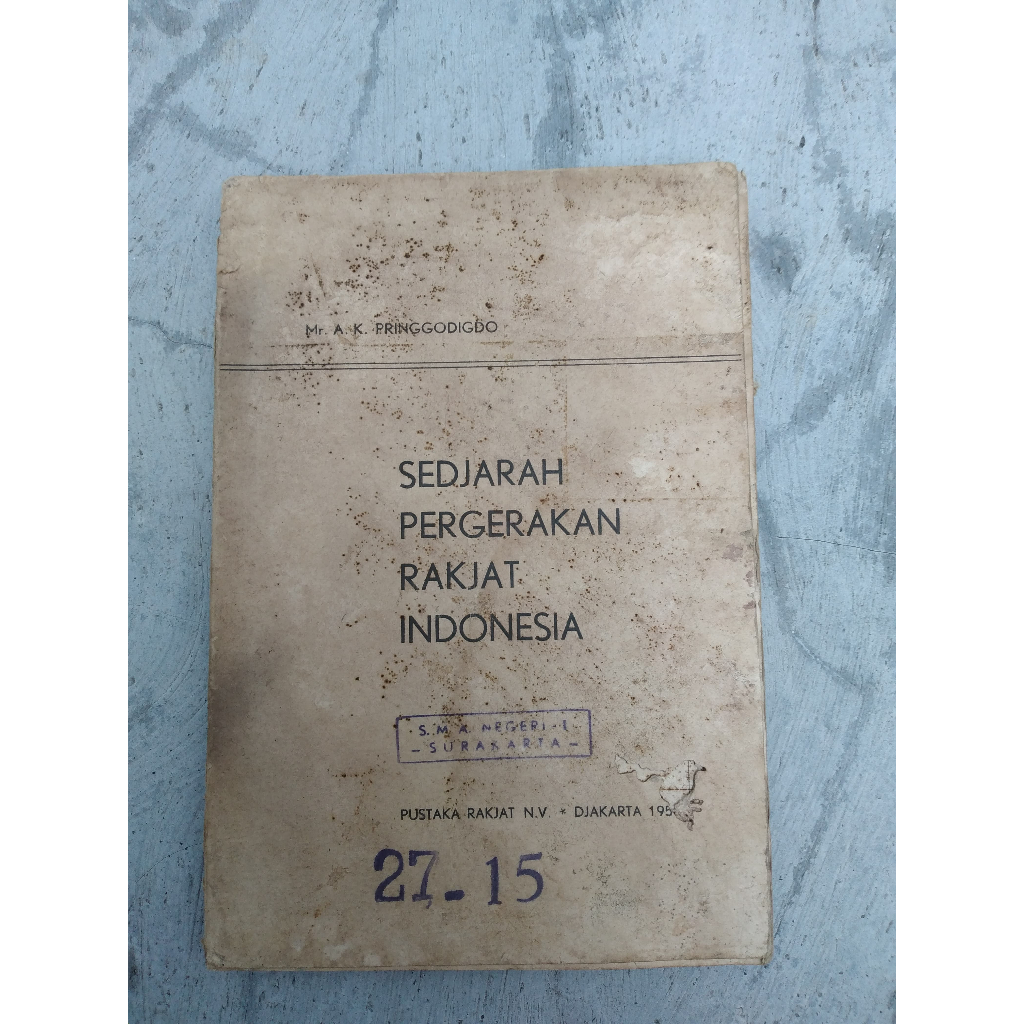 Mr. A. K. PRINGGODIGDO
SEDJARAH
PERGERAKAN
RAKJAT
INDONESIA
S. M. A. NEGERI - I.
– SURAKARTA –
PUSTAKA RAKJAT N.V. * DJAKARTA
27-15